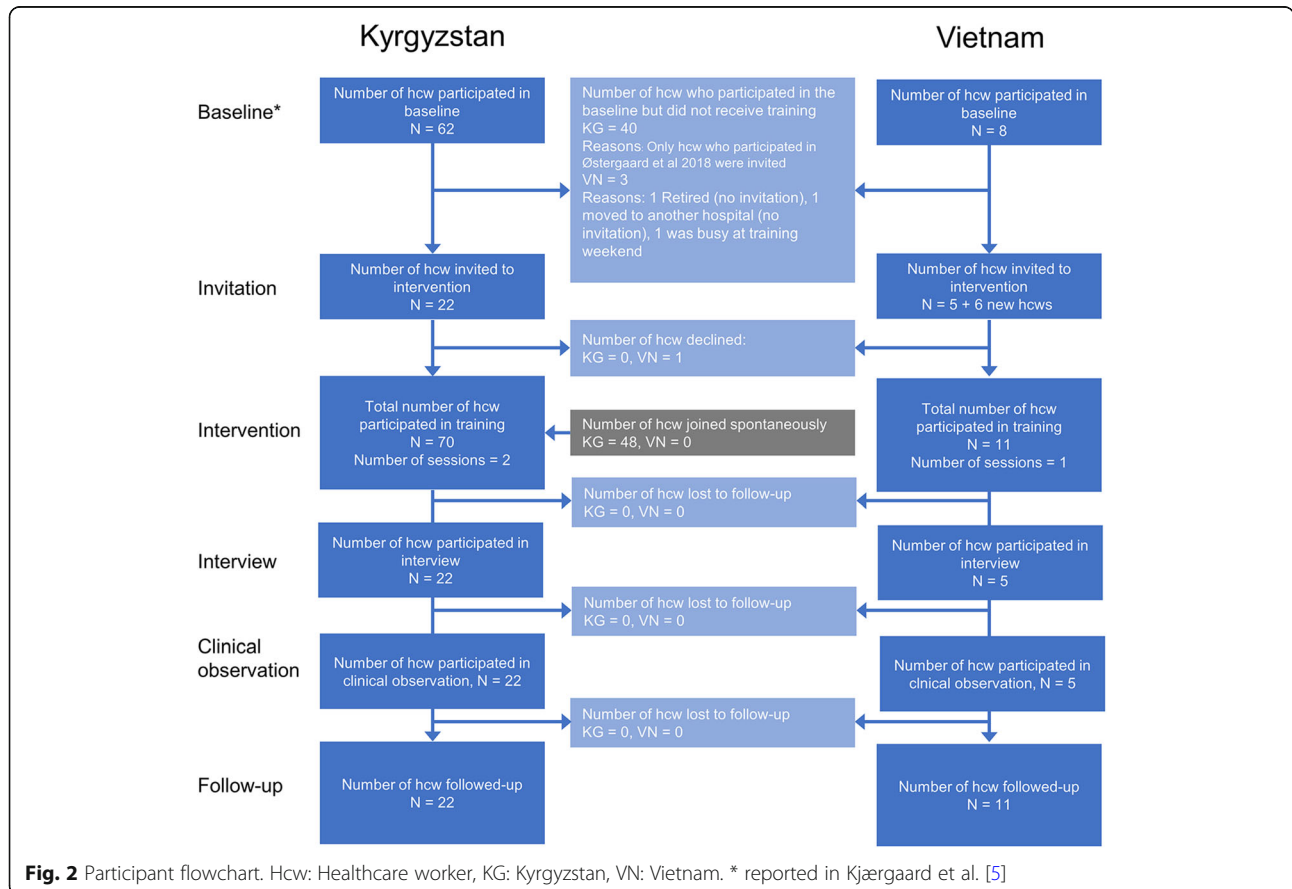 Kyrgyzstan
Vietnam
Baseline*
Number of hcw participated in
baseline
N = 62
Number of hcw who participated in the
baseline but did not receive training
KG = 40
Reasons: Only hcw who participated in
Østergaard et al 2018 were invited
VN = 3
Reasons: 1 Retired (no invitation), 1
moved to another hospital (no
invitation), 1 was busy at training
weekend
Number of hcw participated in
baseline
N = 8
Invitation
Number of hcw invited to
intervention
N = 22
Number of hcw invited to
intervention
N = 5 + 6 new hcws
Number of hcw declined:
KG = 0, VN = 1
Intervention
Total number of hcw
participated in training
N = 70
Number of sessions = 2
Number of hcw joined spontaneously
KG = 48, VN = 0
Total number of hcw
participated in training
N = 11
Number of sessions = 1
Number of hcw lost to follow-up
KG = 0, VN = 0
Interview
Number of hcw participated in
interview
N = 22
Number of hcw participated in
interview
N = 5
Number of hcw lost to follow-up
KG = 0, VN = 0
Clinical
observation
Number of hcw participated in
clinical observation, N = 22
Number of hcw participated in
clnical observation, N = 5
Number of hcw lost to follow-up
KG = 0, VN = 0
Follow-up
Number of hcw followed-up
N = 22
Number of hcw followed-up
N = 11
Fig. 2 Participant flowchart. Hcw: Healthcare worker, KG: Kyrgyzstan, VN: Vietnam. * reported in Kjærgaard et al. [5]